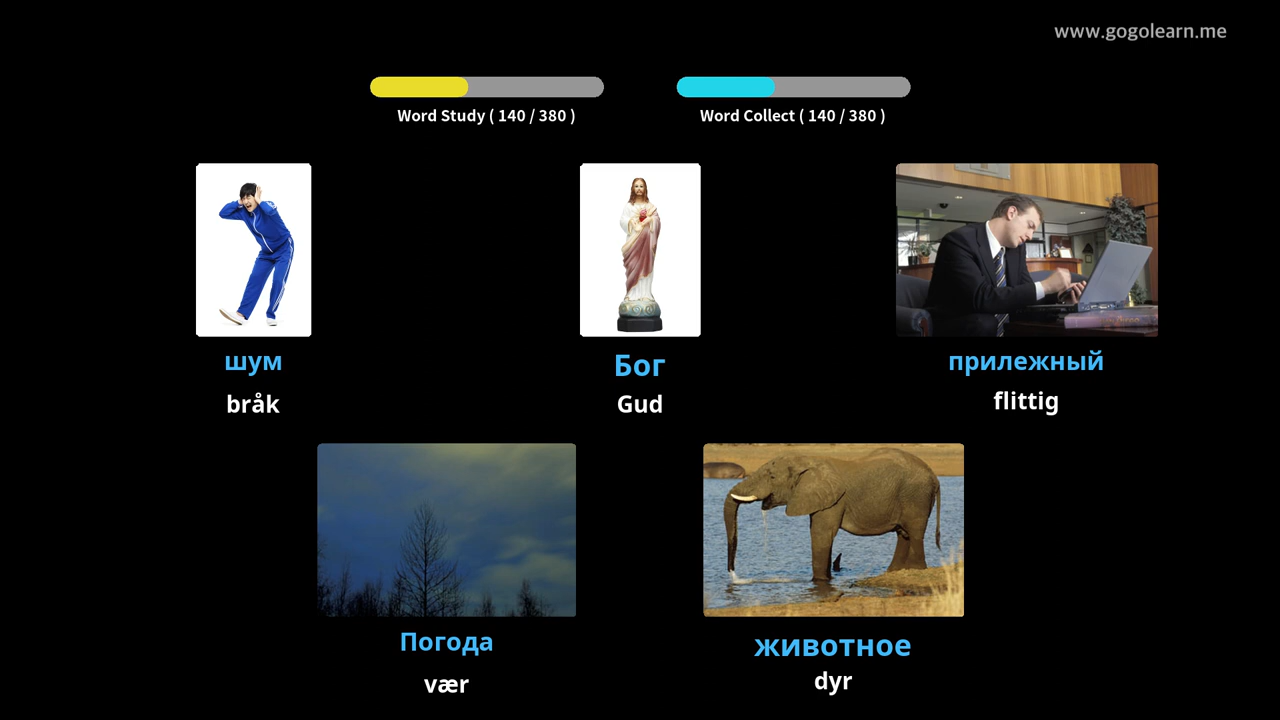 www.gogolearn.me
Word Study ( 140 / 380 )
Word Collect ( 140 / 380 )
шум
bråk
Бог
Gud
прилежный
flittig
Погода
vær
животное
dyr